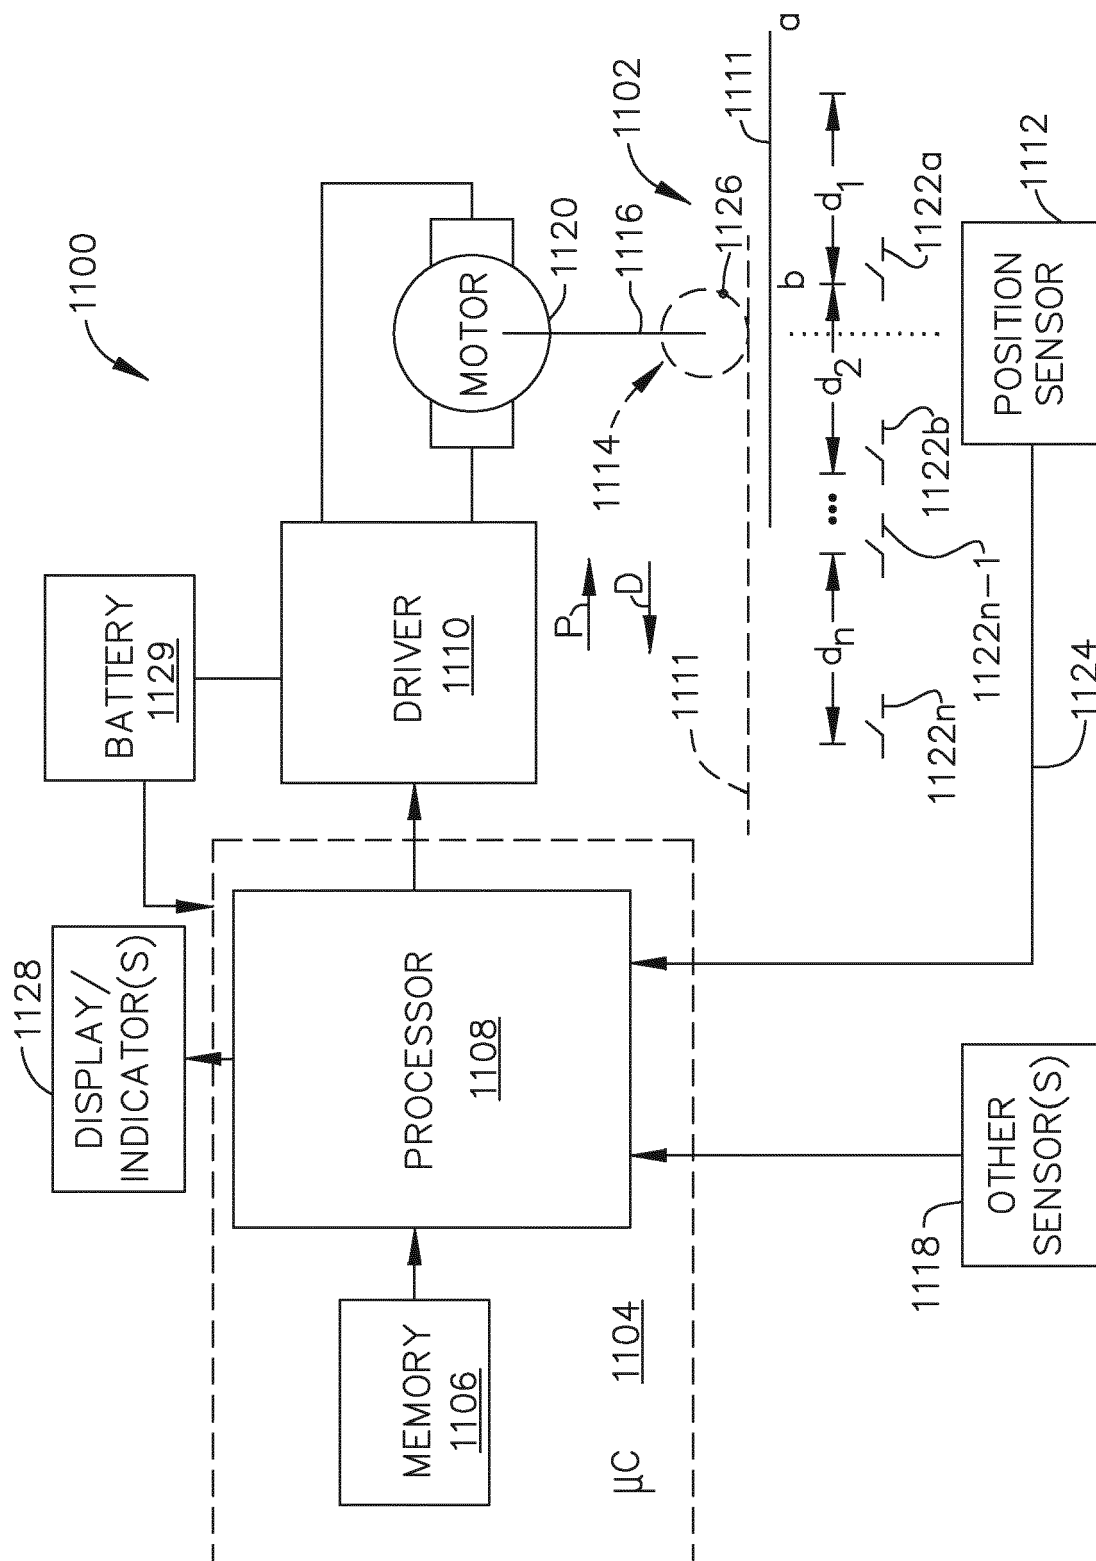 1100
1102
DISPLAY/
INDICATOR(S)
1128
BATTERY
1129
MEMORY
1106
PROCESSOR
1108
DRIVER
1110
MOTOR
1120
1116
1114
1126
P
D
μC
1104
1111
1111
a
b
dn
...
d2
d1
1122n
1122n-1
1122b
1122a
1124
1118
OTHER
SENSOR(S)
POSITION
SENSOR
1112